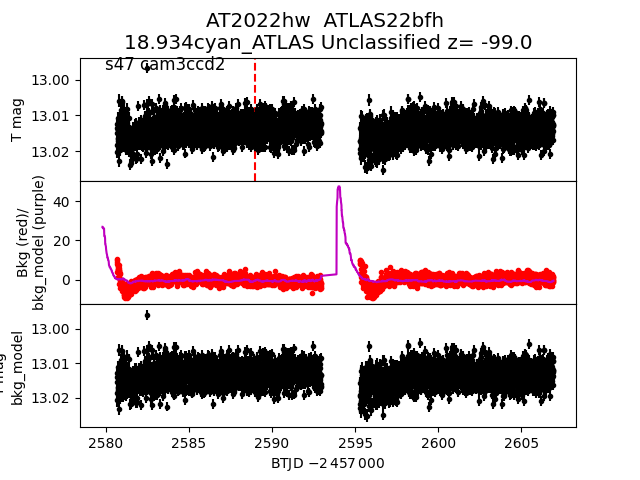 AT2022hw  ATLAS22bfh
18.934cyan_ATLAS Unclassified z= -99.0
s47 cam3ccd2
T mag
13.00
13.01
13.02
Bkg (red)/
bkg_model (purple)
40
20
0
bkg_model
13.00
13.01
13.02
2580
2585
2590
2595
2600
2605
BTJD −2 457 000